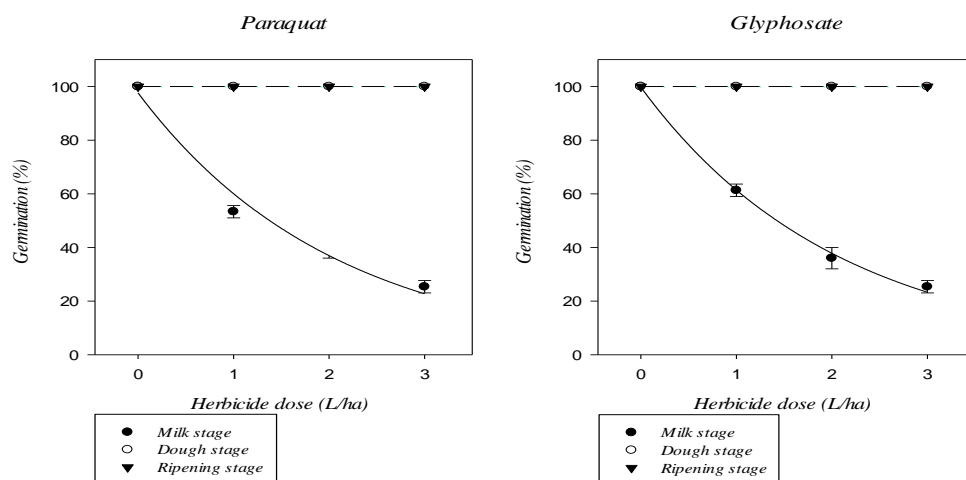 Paraquat
Germination (%)
100
80
60
40
20
0
0 1 2 3
Herbicide dose (L/ha)
Milk stage
Dough stage
Ripening stage
Glyphosate
Germination (%)
100
80
60
40
20
0
0 1 2 3
Herbicide dose (L/ha)
Milk stage
Dough stage
Ripening stage